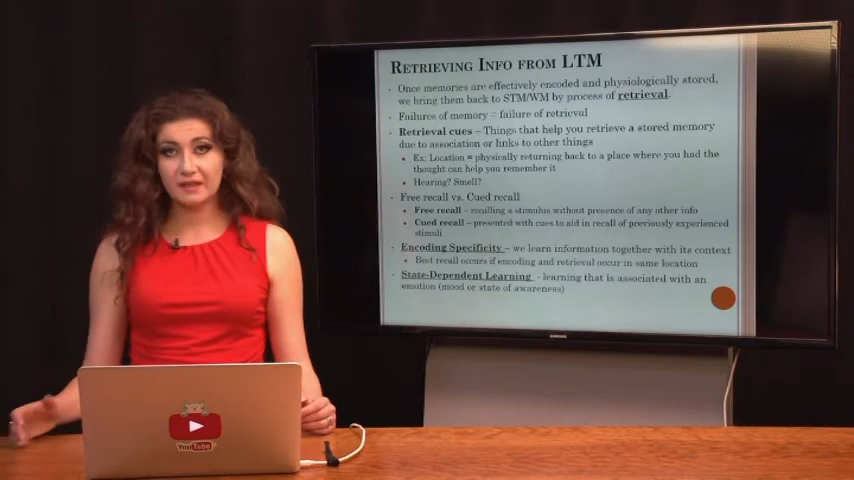 RETRIEVING INFO FROM LTM
Once memories are effectively encoded and physiologically stored,
we bring them back to STM/WM by process of retrieval.
Failures of memory = failure of retrieval
Retrieval cues – Things that help you retrieve a stored memory
due to association or links to other things
Ex: Location = physically returning back to a place where you had the
thought can help you remember it
Hearing? Smell?
Free recall vs. Cued recall
Free recall – recalling a stimulus without presence of any other info
Cued recall – presented with cues to aid in recall of previously experienced
stimuli
Encoding Specificity – we learn information together with its context
Best recall occurs if encoding and retrieval occur in same location
State-Dependent Learning - learning that is associated with an
emotion (mood or state of awareness)
SAMSUNG
YouTube